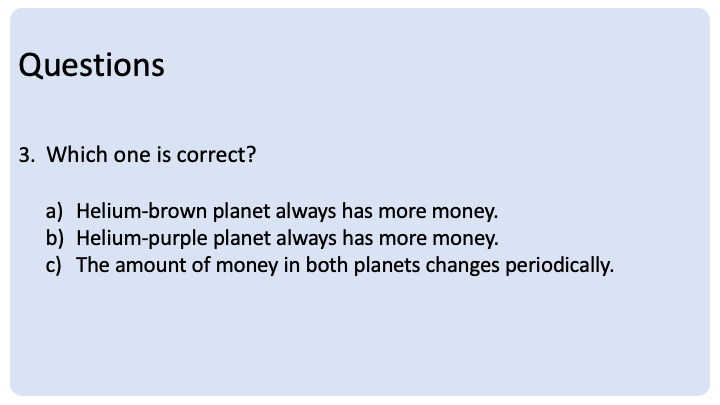 Questions
3. Which one is correct?
a) Helium-brown planet always has more money.
b) Helium-purple planet always has more money.
c) The amount of money in both planets changes periodically.